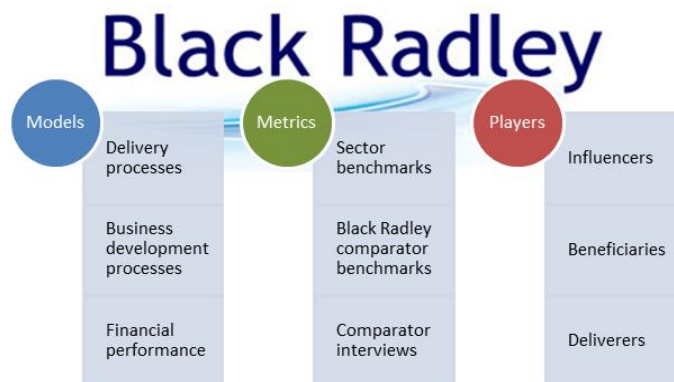 Black Radley
Models
Delivery
processes
Business
development
processes
Financial
performance
Metrics
Sector
benchmarks
Black Radley
comparator
benchmarks
Comparator
interviews
Players
Influencers
Beneficiaries
Deliverers